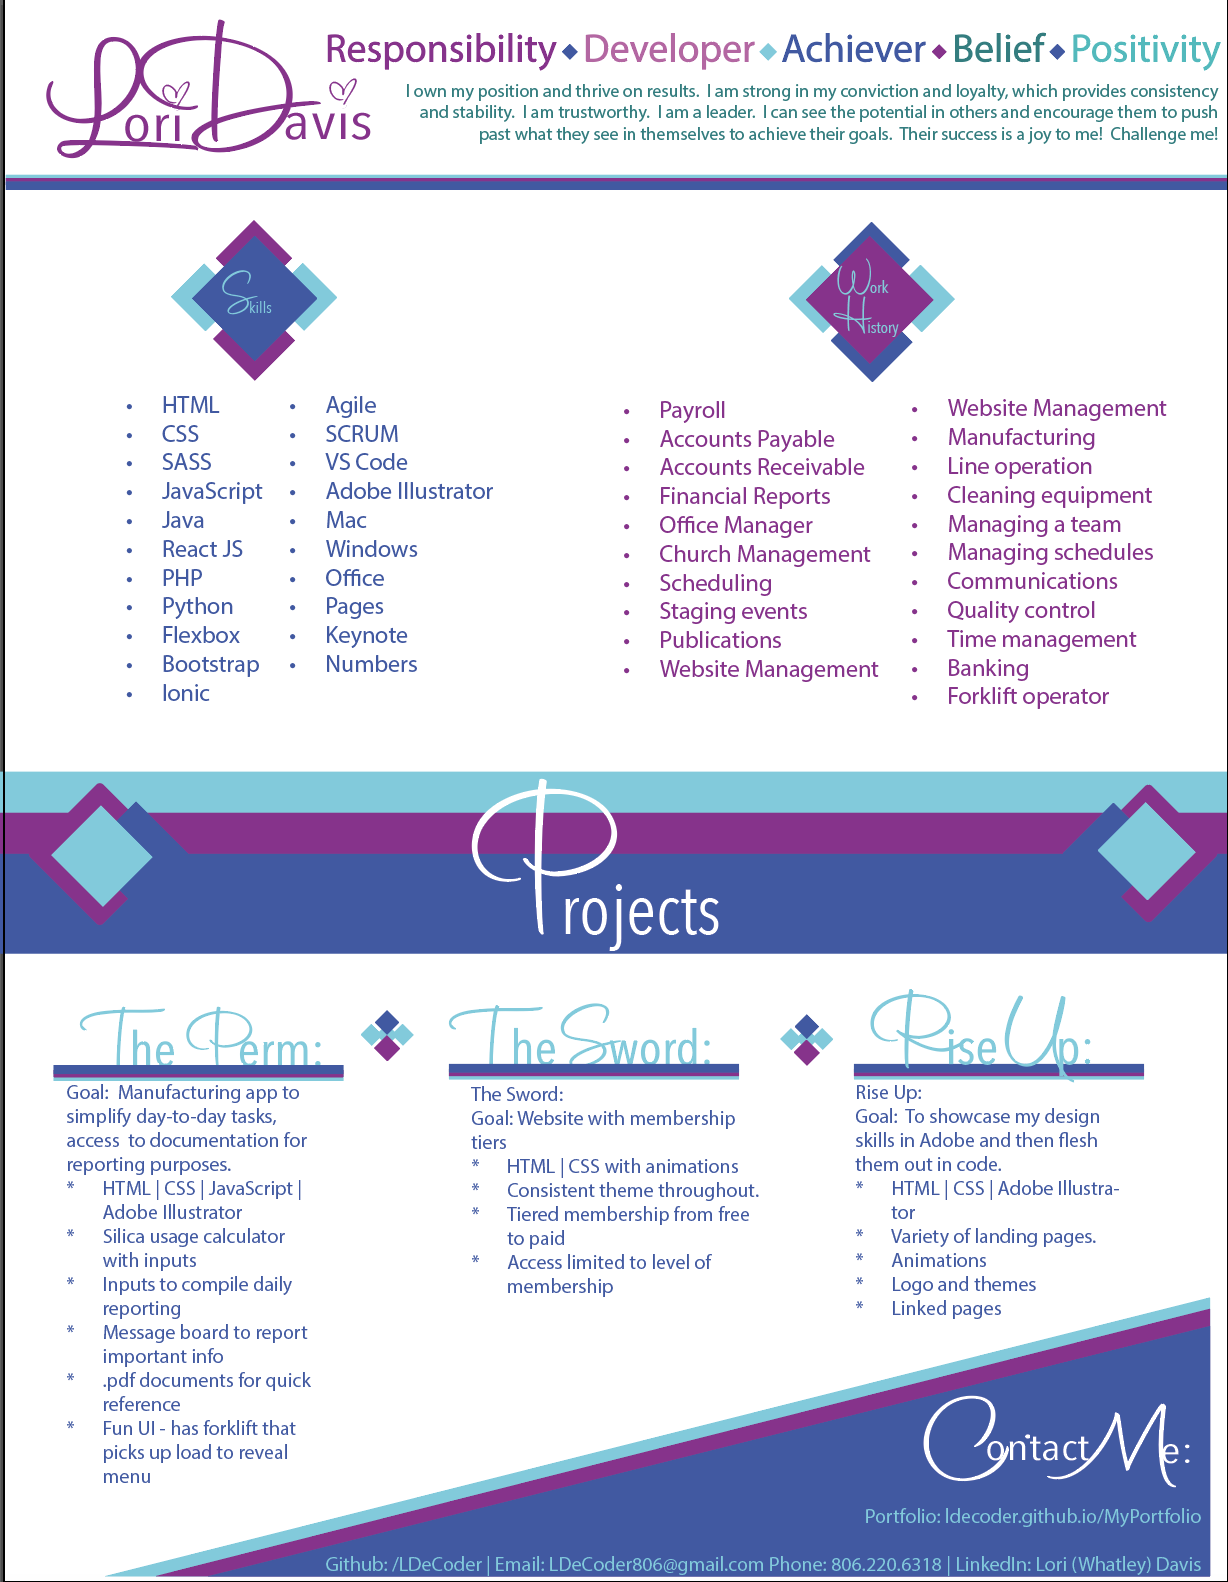 Lori Davis
Responsibility Developer Achiever Belief Positivity
I own my position and thrive on results. I am strong in my conviction and loyalty, which provides consistency
and stability. I am trustworthy. I am a leader. I can see the potential in others and encourage them to push
past what they see in themselves to achieve their goals. Their success is a joy to me! Challenge me!
Skills
• HTML
• CSS
• SASS
• JavaScript
• Java
• React JS
• PHP
• Python
• Flexbox
• Bootstrap
• Ionic
• Agile
• SCRUM
• VS Code
• Adobe Illustrator
• Mac
• Windows
• Office
• Pages
• Keynote
• Numbers
Work
History
• Payroll
• Accounts Payable
• Accounts Receivable
• Financial Reports
• Office Manager
• Church Management
• Scheduling
• Staging events
• Publications
• Website Management
• Website Management
• Manufacturing
• Line operation
• Cleaning equipment
• Managing a team
• Managing schedules
• Communications
• Quality control
• Time management
• Banking
• Forklift operator
Projects
The Perm:
Goal: Manufacturing app to
simplify day-to-day tasks,
access to documentation for
reporting purposes.
* HTML | CSS | JavaScript |
Adobe Illustrator
* Silica usage calculator
with inputs
* Inputs to compile daily
reporting
* Message board to report
important info
* .pdf documents for quick
reference
* Fun UI - has forklift that
picks up load to reveal
menu
The Sword:
The Sword:
Goal: Website with membership
tiers
* HTML | CSS with animations
* Consistent theme throughout.
* Tiered membership from free
to paid
* Access limited to level of
membership
Rise Up:
Rise Up:
Goal: To showcase my design
skills in Adobe and then flesh
them out in code.
* HTML | CSS | Adobe Illustra-
tor
* Variety of landing pages.
* Animations
* Logo and themes
* Linked pages
Contact Me:
Portfolio: ldecoder.github.io/MyPortfolio
Github: /LDeCoder | Email: LDeCoder806@gmail.com Phone: 806.220.6318 | LinkedIn: Lori (Whatley) Davis